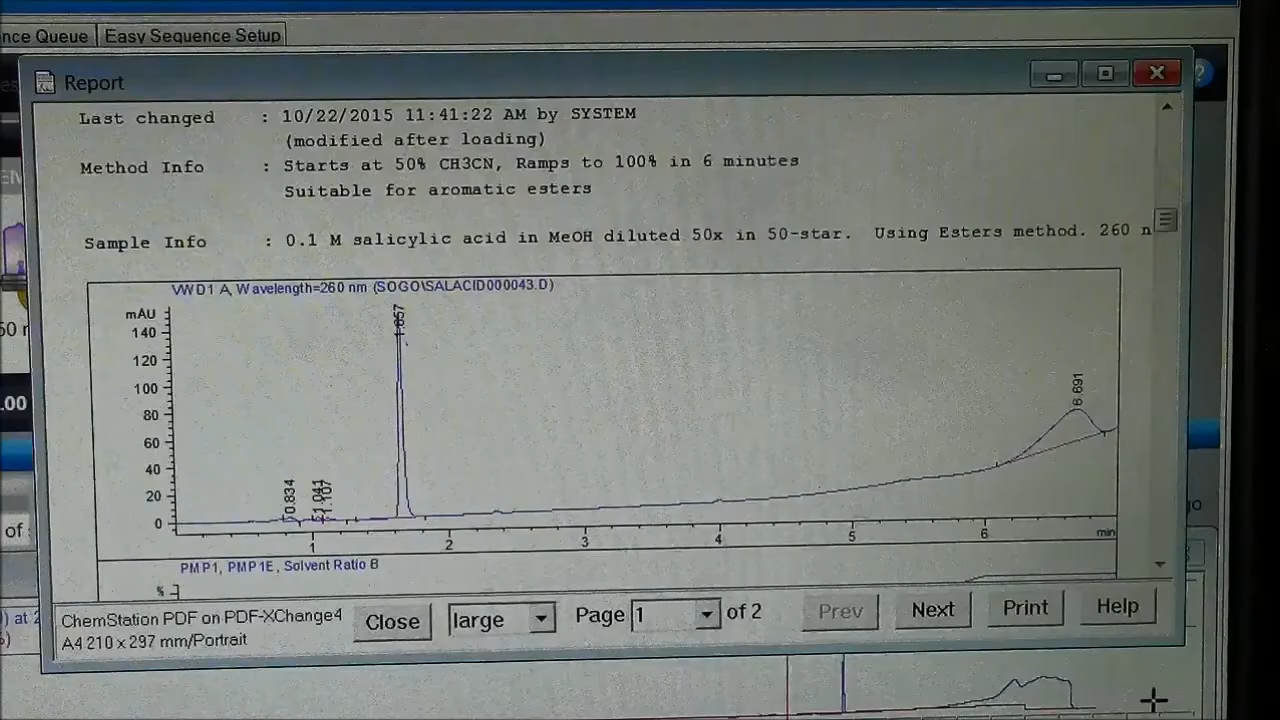 nce Queue
Easy Sequence Setup
Report
Last changed : 10/22/2015 11:41:22 AM by SYSTEM
(modified after loading)
Method Info : Starts at 50% CH3CN, Ramps to 100% in 6 minutes
Suitable for aromatic esters
Sample Info : 0.1 M salicylic acid in MeOH diluted 50x in 50-star. Using Esters method. 260 n
VWD1 A, Wavelength=260 nm (SOGO\SALACID000043.D)
mAU
140
120
100
80
60
40
20
0
0.834
1.657
6.691
1 2 3 4 5 6 min
PMP1, PMP1E, Solvent Ratio B
%
.00
of
) at 2
ChemStation PDF on PDF-XChange4
A4 210 x 297 mm/Portrait
Close large Page 1 of 2 Prev Next Print Help